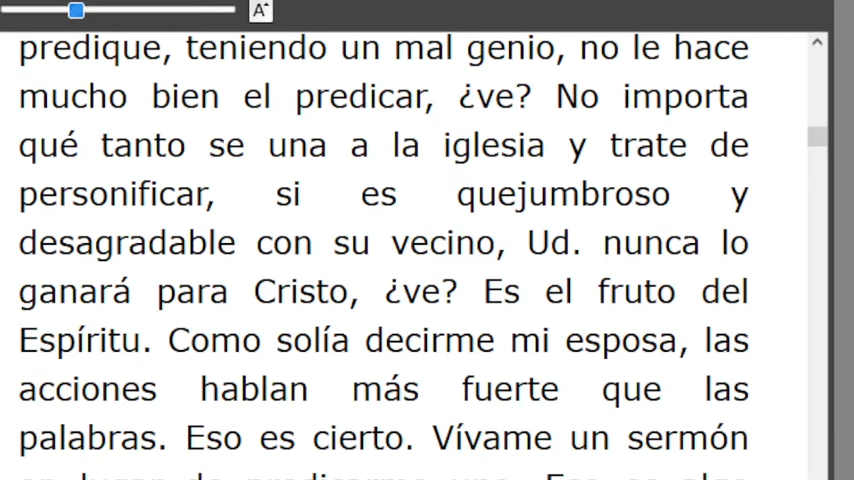 A
predique, teniendo un mal genio, no le hace
mucho bien el predicar, ¿ve? No importa
qué tanto se una a la iglesia y trate de
personificar, si es quejumbroso y
desagradable con su vecino, Ud. nunca lo
ganará para Cristo, ¿ve? Es el fruto del
Espíritu. Como solía decirme mi esposa, las
acciones hablan más fuerte que las
palabras. Eso es cierto. Vívame un sermón